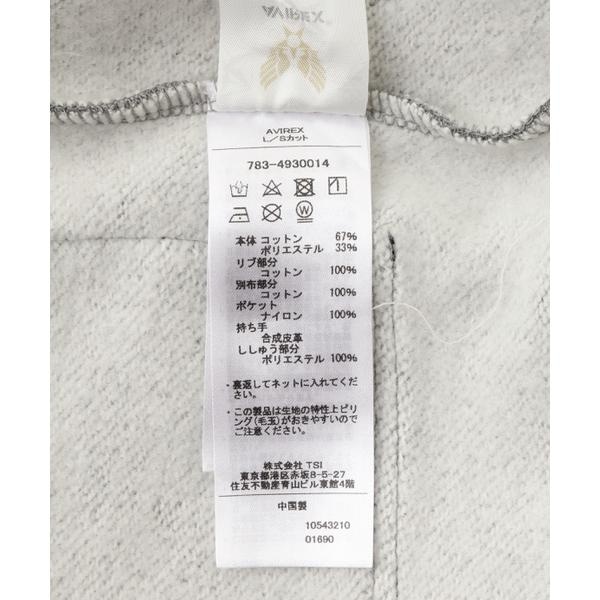 AVIREX
AVIREX
L／Sカット
783-4930014
本体 コットン 67%
ポリエステル 33%
リブ部分
コットン 100%
別布部分
コットン 100%
ポケット
ナイロン 100%
持ち手
合成皮革
ししゅう部分
ポリエステル 100%
・裏返してネットに入れてくだ
さい。
・この製品は生地の特性上ピリ
ング(毛玉)がおきやすいので
ご注意ください。
株式会社 TSI
東京都港区赤坂8-5-27
住友不動産青山ビル東館4階
中国製
10543210
01690